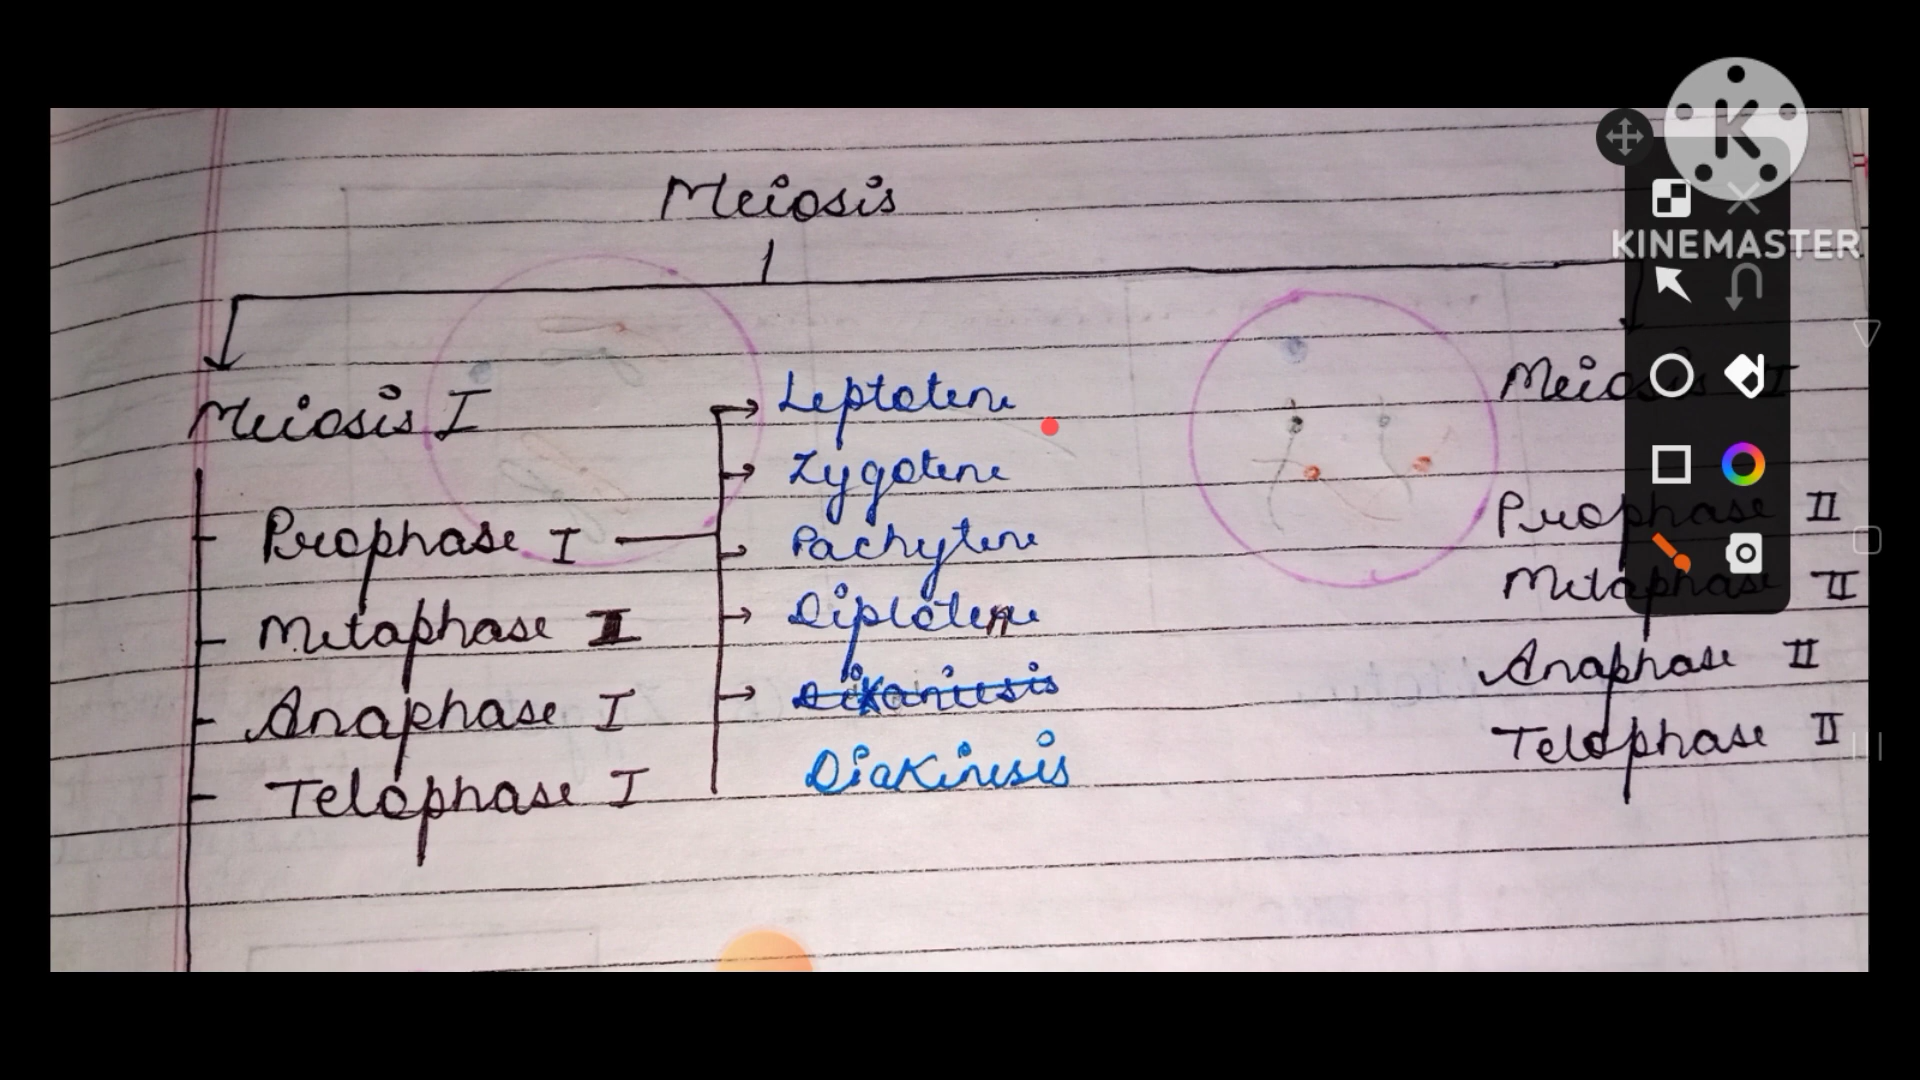 Meiosis
KINEMASTER
Meiosis I
Prophase I
Metaphase I
Anaphase I
Telophase I
Leptotene
Zygotene
Pachytene
Diplotene
Diakinesis
Prophase II
Metaphase II
Anaphase II
Telophase II